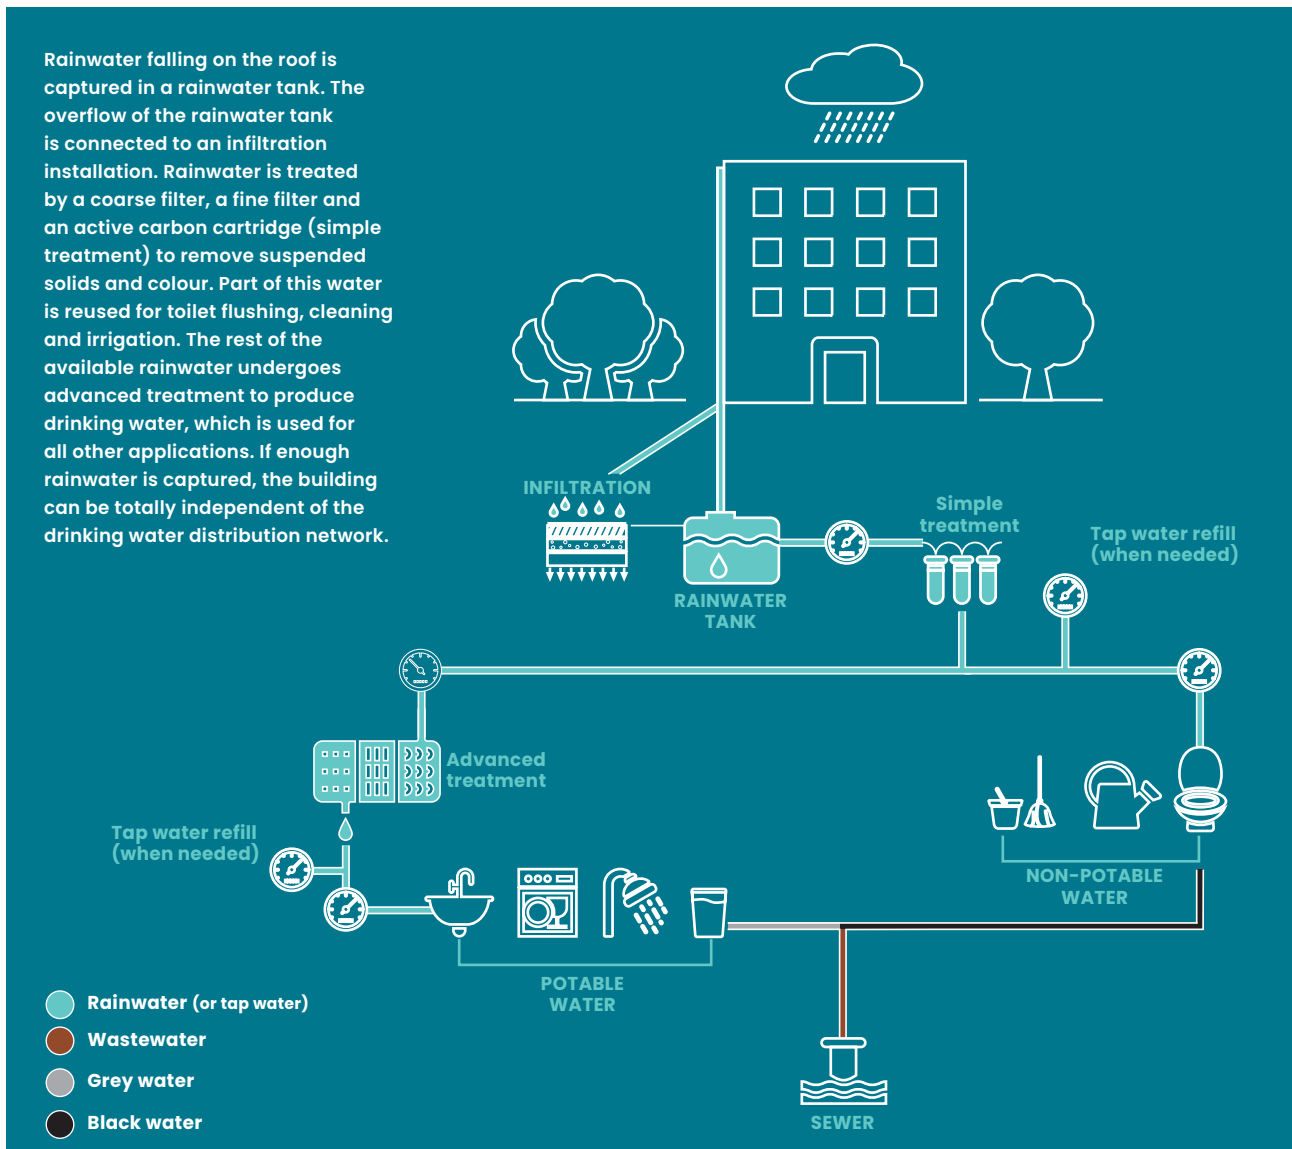 Rainwater falling on the roof is
captured in a rainwater tank. The
overflow of the rainwater tank
is connected to an infiltration
installation. Rainwater is treated
by a coarse filter, a fine filter and
an active carbon cartridge (simple
treatment) to remove suspended
solids and colour. Part of this water
is reused for toilet flushing, cleaning
and irrigation. The rest of the
available rainwater undergoes
advanced treatment to produce
drinking water, which is used for
all other applications. If enough
rainwater is captured, the building
can be totally independent of the
drinking water distribution network.
INFILTRATION
RAINWATER
TANK
Simple
treatment
Tap water refill
(when needed)
Advanced
treatment
Tap water refill
(when needed)
NON-POTABLE
WATER
POTABLE
WATER
SEWER
Rainwater (or tap water)
Wastewater
Grey water
Black water